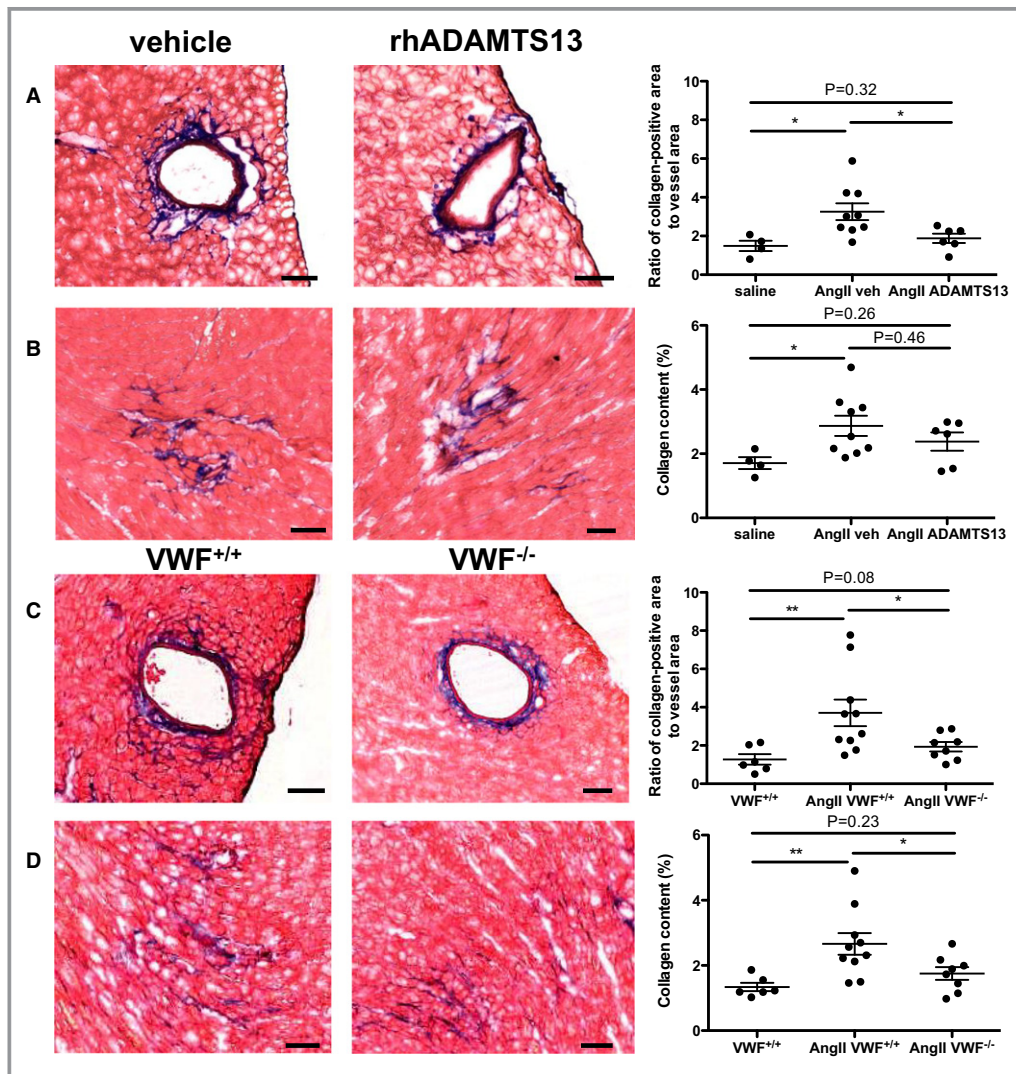 vehicle
rhADAMTS13
A
Ratio of collagen-positive area
to vessel area
10
8
6
4
2
0
P=0.32
*
*
saline
AngII veh
AngII ADAMTS13
B
Collagen content (%)
6
4
2
0
P=0.26
P=0.46
*
saline
AngII veh
AngII ADAMTS13
VWF+/+
VWF-/-
C
Ratio of collagen-positive area
to vessel area
10
8
6
4
2
0
P=0.08
**
*
VWF+/+
AngII VWF+/+
AngII VWF-/-
D
Collagen content (%)
6
4
2
0
P=0.23
**
*
VWF+/+
AngII VWF+/+
AngII VWF-/-